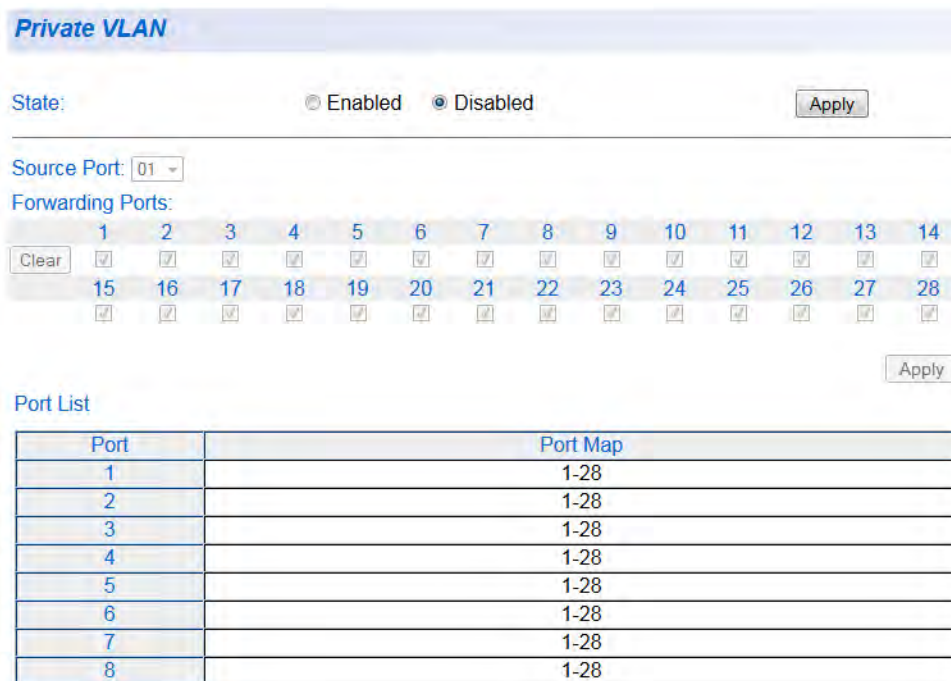 Private VLAN
State: Enabled Disabled Apply
Source Port: 01
Forwarding Ports:
1 2 3 4 5 6 7 8 9 10 11 12 13 14
Clear
15 16 17 18 19 20 21 22 23 24 25 26 27 28
Apply
Port List
Port Port Map
1 1-28
2 1-28
3 1-28
4 1-28
5 1-28
6 1-28
7 1-28
8 1-28